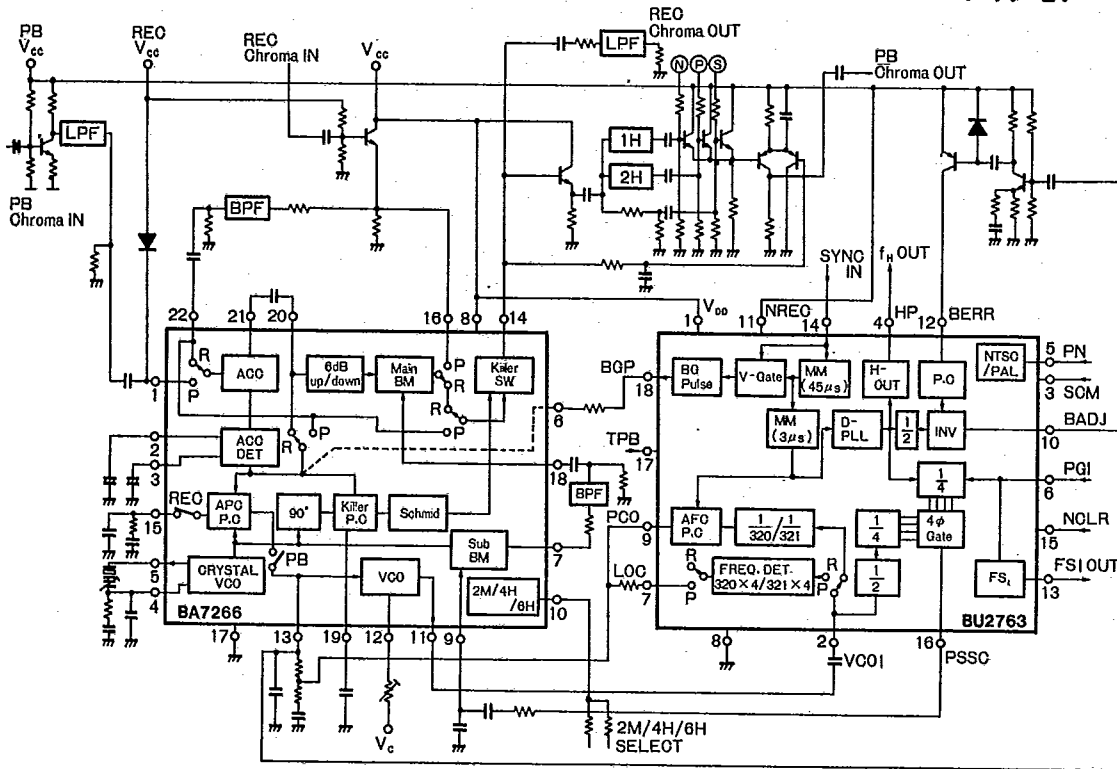 PB
Vcc
REC
Vcc
REC
Chroma IN
Vcc
REC
Chroma OUT
LPF
N P S
PB
Chroma OUT
LPF
1H
2H
PB
Chroma IN
BPF
SYNC
IN
fH OUT
VDD
NREC
HP
BERR
22 21 20 16 8 14
1 11 14 4 12
R
P
ACC
6dB
up/down
Main
BM
P
R
R
P
Killer
SW.
1
BGP
18
BG
Pulse
V-Gate
MM
(45μs)
H-
OUT
P.C
NTSC
/PAL
5
PN
3
SCM
6
2
3
ACC
DET
R
P
TPB
17
MM
(3μs)
D-
PLL
1/2
INV
BADJ
10
18
BPF
REC
15
APC
P.C
90°
Killer
P.C
Schmid
PCO
9
AFC
P.C
1/320 / 1/321
1/4
1/4
4φ
Gate
PGI
6
NCLR
15
PB
Sub
BM
7
5
4
CRYSTAL
VCO
VCO
2M/4H
/6H
10
LOC
7
R
P
FREQ. DET.
320×4/321×4
R
P
1/2
FS₁
FSIOUT
13
BA7266
BU2763
17 13 19 12 11 9
8 2 16
VCOI
PSSC
Vc
2M/4H/6H
SELECT